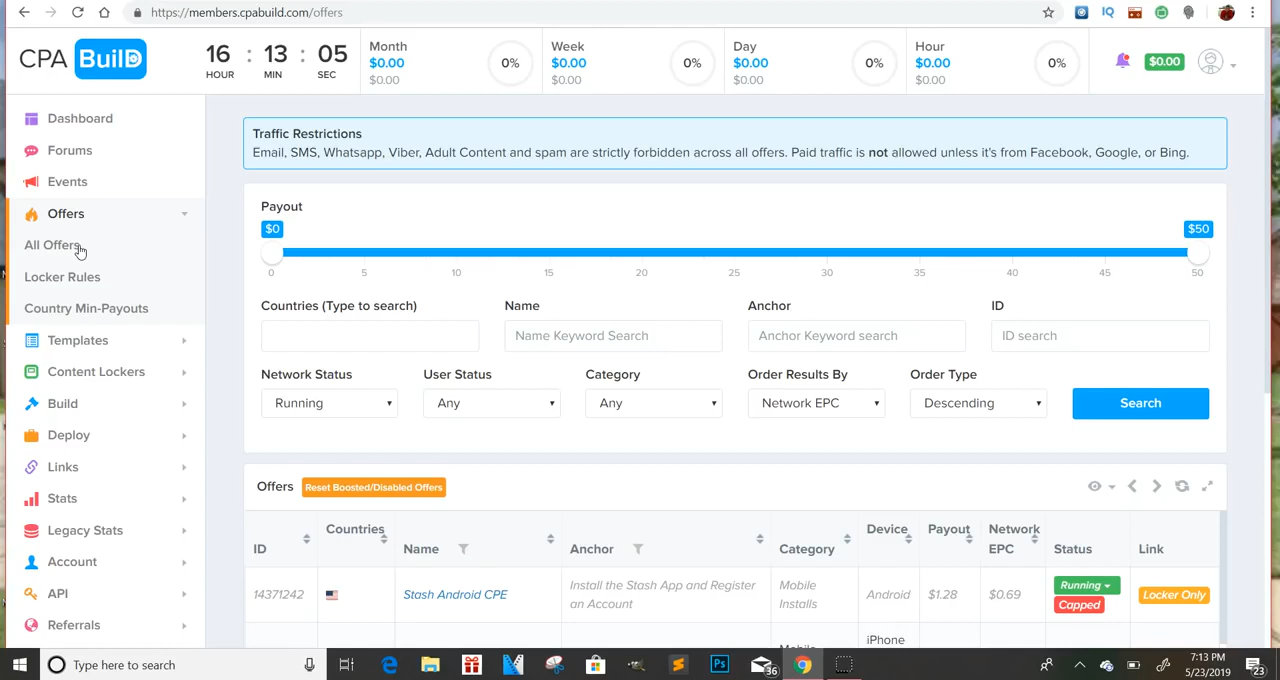 https://members.cpabuild.com/offers
CPA BuilD
16 : 13 : 05
HOUR MIN SEC
Month
$0.00
$0.00
0%
Week
$0.00
$0.00
0%
Day
$0.00
$0.00
0%
Hour
$0.00
$0.00
0%
$0.00
Dashboard
Forums
Events
Offers
All Offers
Locker Rules
Country Min-Payouts
Templates
Content Lockers
Build
Deploy
Links
Stats
Legacy Stats
Account
API
Referrals
Traffic Restrictions
Email, SMS, Whatsapp, Viber, Adult Content and spam are strictly forbidden across all offers. Paid traffic is not allowed unless it's from Facebook, Google, or Bing.
Payout
$0 $50
0 5 10 15 20 25 30 35 40 45 50
Countries (Type to search) Name Anchor ID
Name Keyword Search Anchor Keyword search ID search
Network Status User Status Category Order Results By Order Type
Running Any Any Network EPC Descending Search
Offers Reset Boosted/Disabled Offers
ID Countries Name Anchor Category Device Payout Network EPC Status Link
14371242 Stash Android CPE Install the Stash App and Register an Account Mobile Installs Android $1.28 $0.69 Running Capped Locker Only
iPhone
Type here to search
36
7:13 PM
5/23/2019
23